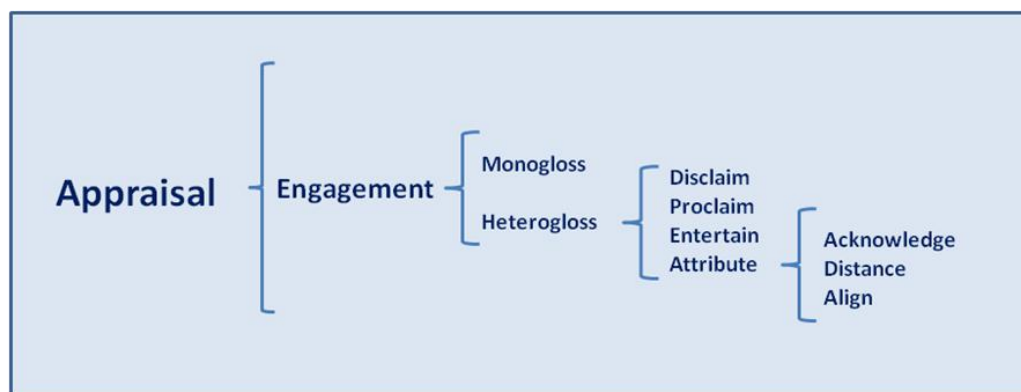 Appraisal
Engagement
Monogloss
Heterogloss
Disclaim
Proclaim
Entertain
Attribute
Acknowledge
Distance
Align